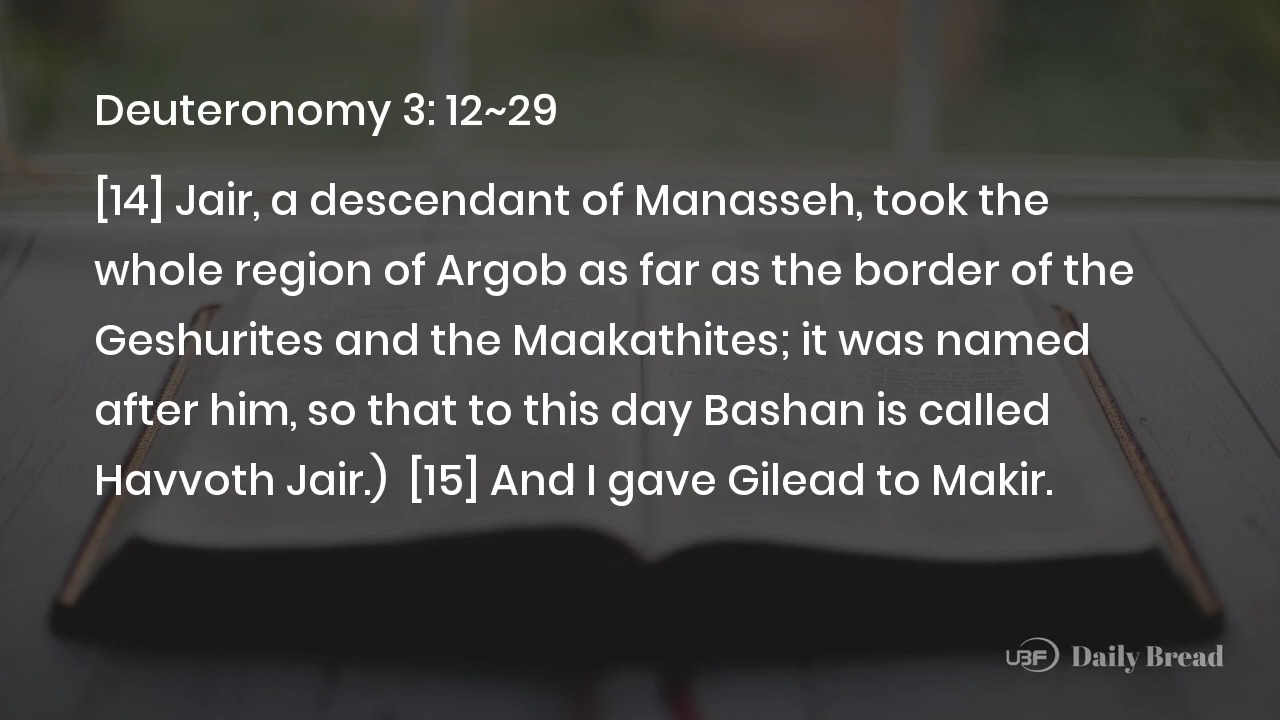 Deuteronomy 3: 12~29
[14] Jair, a descendant of Manasseh, took the
whole region of Argob as far as the border of the
Geshurites and the Maakathites; it was named
after him, so that to this day Bashan is called
Havvoth Jair.) [15] And I gave Gilead to Makir.
UBF Daily Bread